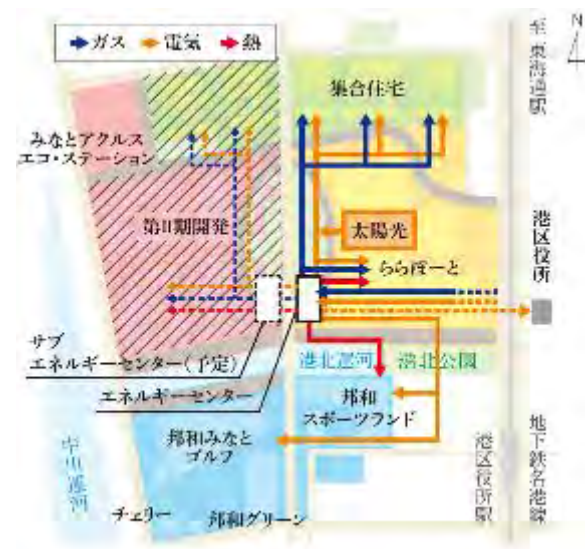 ガス
電気
熱
N
至
東海通駅
集合住宅
みなとアクルス
エコ・ステーション
第II期開発
太陽光
港区役所
ららぽーと
サブ
エネルギーセンター(予定)
エネルギーセンター
港北運河
港北公園
邦和
スポーツランド
邦和みなと
ゴルフ
中川運河
港区役所駅
地下鉄名港線
チェリー
邦和グリーン